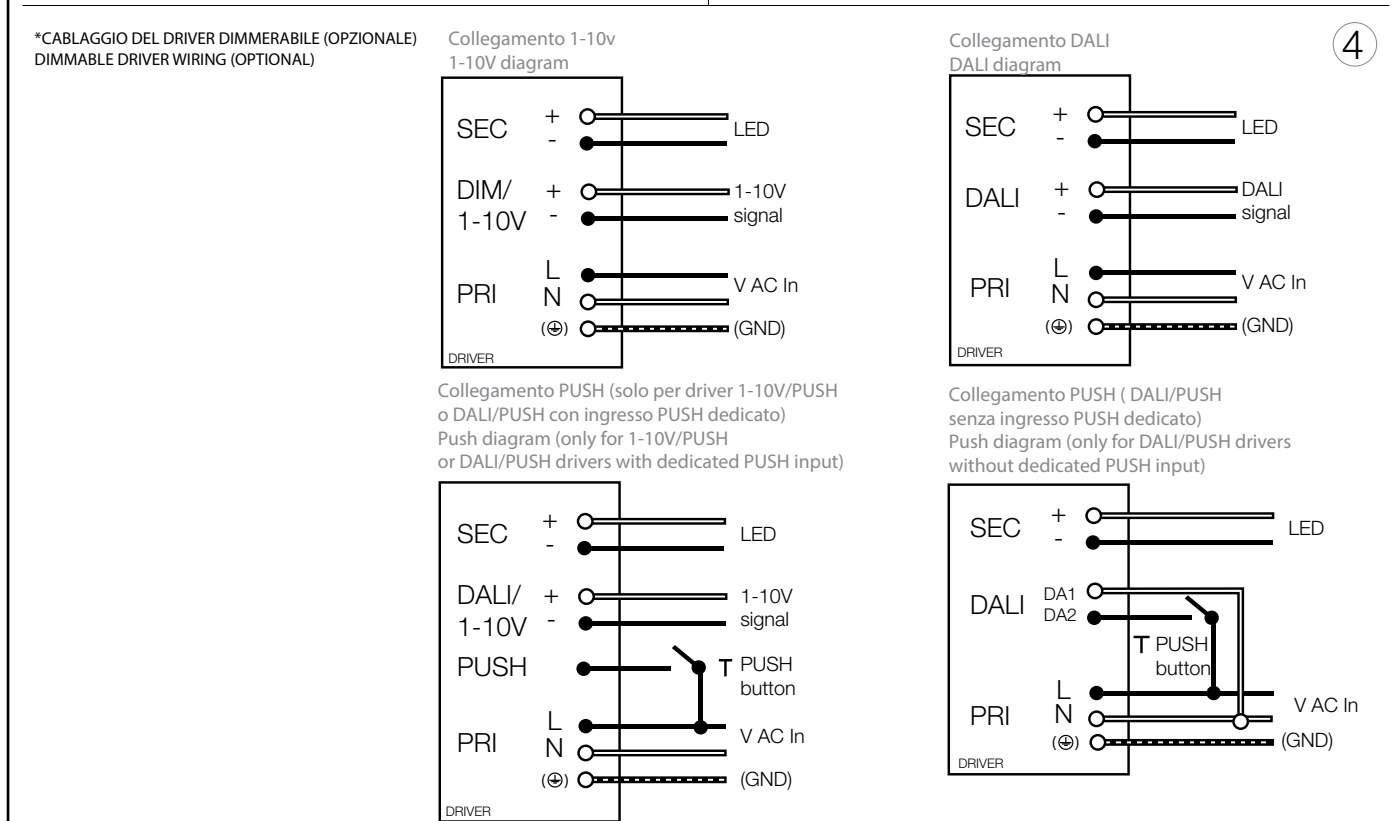 *CABLAGGIO DEL DRIVER DIMMERABILE (OPZIONALE)
DIMMABLE DRIVER WIRING (OPTIONAL)
4
Collegamento 1-10v
1-10V diagram
SEC + LED
-
DIM/ + 1-10V
1-10V - signal
L
PRI N V AC In
(⏚) (GND)
DRIVER
Collegamento DALI
DALI diagram
SEC + LED
-
DALI + DALI
- signal
L
PRI N V AC In
(⏚) (GND)
DRIVER
Collegamento PUSH (solo per driver 1-10V/PUSH
o DALI/PUSH con ingresso PUSH dedicato)
Push diagram (only for 1-10V/PUSH
or DALI/PUSH drivers with dedicated PUSH input)
SEC + LED
-
DALI/ + 1-10V
1-10V - signal
PUSH PUSH
button
L
PRI N V AC In
(⏚) (GND)
DRIVER
Collegamento PUSH ( DALI/PUSH
senza ingresso PUSH dedicato)
Push diagram (only for DALI/PUSH drivers
without dedicated PUSH input)
SEC + LED
-
DALI DA1
DA2
PUSH
button
L
PRI N V AC In
(⏚) (GND)
DRIVER